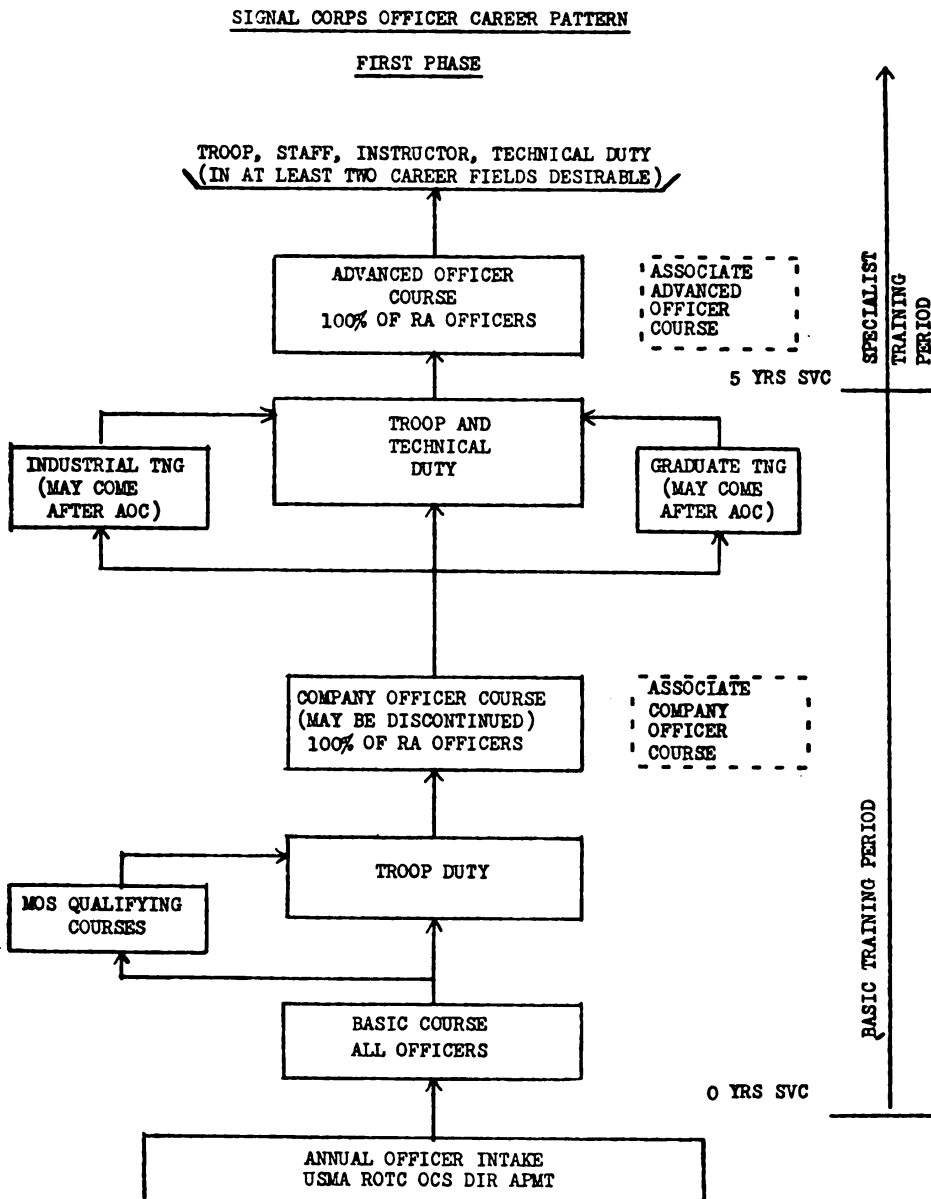 SIGNAL CORPS OFFICER CAREER PATTERN
FIRST PHASE
TROOP, STAFF, INSTRUCTOR, TECHNICAL DUTY
(IN AT LEAST TWO CAREER FIELDS DESIRABLE)
ADVANCED OFFICER
COURSE
100% OF RA OFFICERS
ASSOCIATE
ADVANCED
OFFICER
COURSE
SPECIALIST
TRAINING
PERIOD
5 YRS SVC
TROOP AND
TECHNICAL
DUTY
INDUSTRIAL TNG
(MAY COME
AFTER AOC)
GRADUATE TNG
(MAY COME
AFTER AOC)
COMPANY OFFICER COURSE
(MAY BE DISCONTINUED)
100% OF RA OFFICERS
ASSOCIATE
COMPANY
OFFICER
COURSE
TROOP DUTY
MOS QUALIFYING
COURSES
BASIC TRAINING PERIOD
BASIC COURSE
ALL OFFICERS
0 YRS SVC
ANNUAL OFFICER INTAKE
USMA ROTC OCS DIR APMT